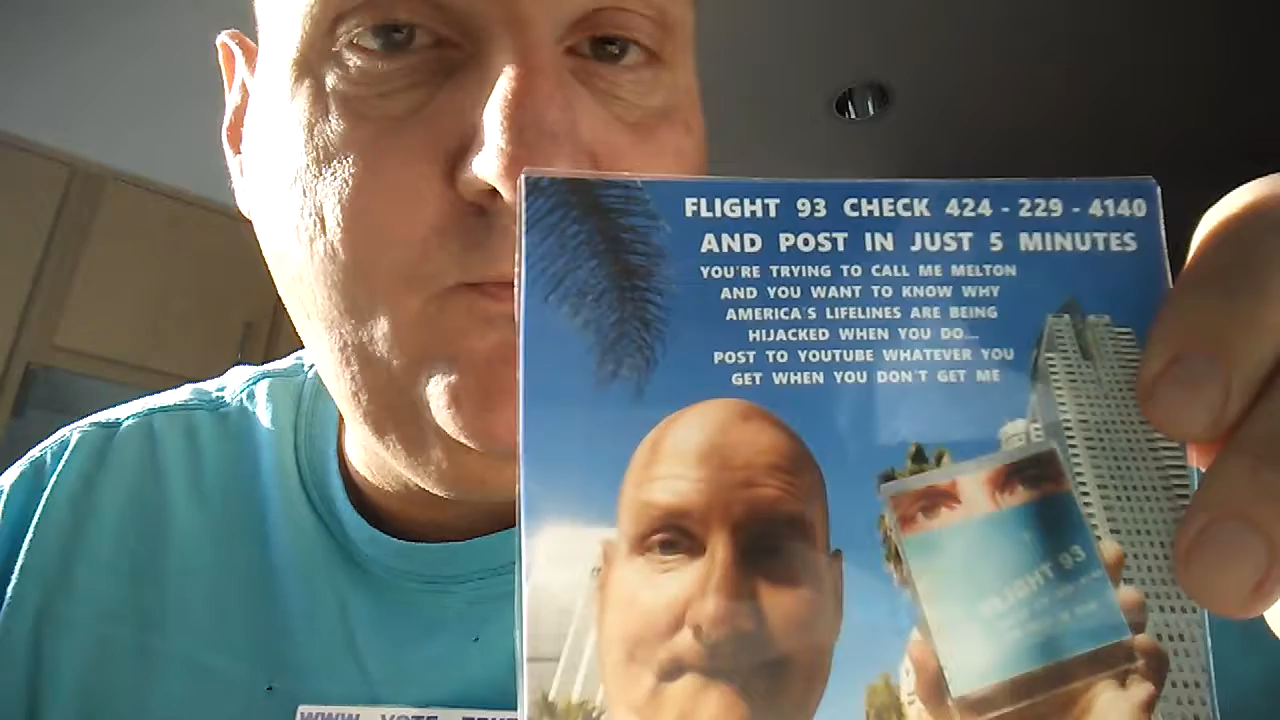 FLIGHT 93 CHECK 424 - 229 - 4140
AND POST IN JUST 5 MINUTES
YOU'RE TRYING TO CALL ME MELTON
AND YOU WANT TO KNOW WHY
AMERICA'S LIFELINES ARE BEING
HIJACKED WHEN YOU DO...
POST TO YOUTUBE WHATEVER YOU
GET WHEN YOU DON'T GET ME
FLIGHT 93
WWW VOTE